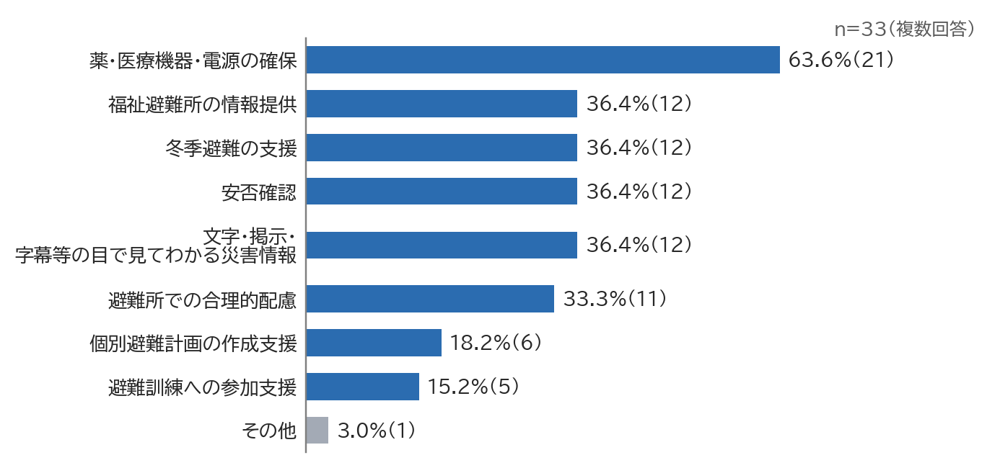 n=33(複数回答)
薬・医療機器・電源の確保 63.6%(21)
福祉避難所の情報提供 36.4%(12)
冬季避難の支援 36.4%(12)
安否確認 36.4%(12)
文字・掲示・
字幕等の目で見てわかる災害情報 36.4%(12)
避難所での合理的配慮 33.3%(11)
個別避難計画の作成支援 18.2%(6)
避難訓練への参加支援 15.2%(5)
その他 3.0%(1)